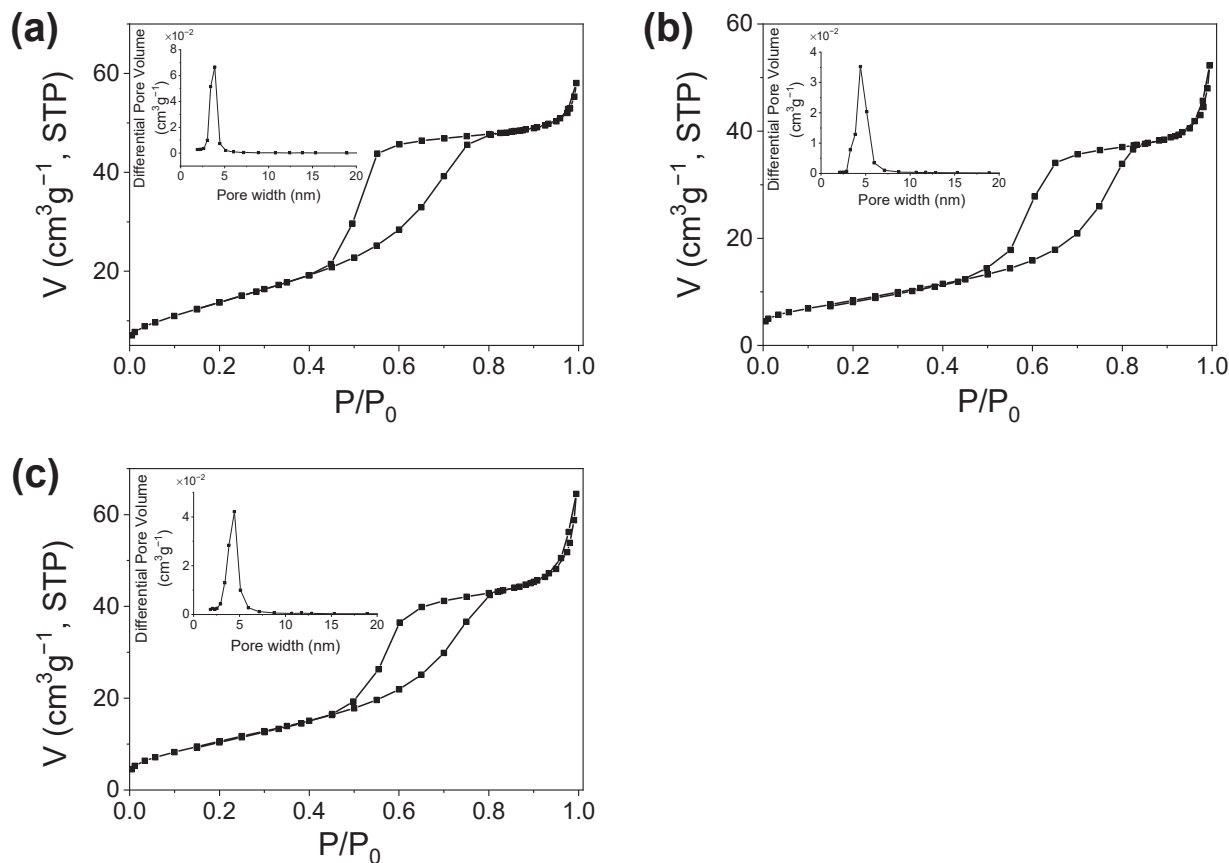 (a)
V (cm³g⁻¹, STP)
60
40
20
0.0 0.2 0.4 0.6 0.8 1.0
P/P₀
Differential Pore Volume
(cm³g⁻¹)
×10⁻²
8
6
4
2
0
0 5 10 15 20
Pore width (nm)
(b)
V (cm³g⁻¹, STP)
60
40
20
0
0.0 0.2 0.4 0.6 0.8 1.0
P/P₀
Differential Pore Volume
(cm³g⁻¹)
×10⁻²
4
3
2
1
0
0 5 10 15 20
Pore width (nm)
(c)
V (cm³g⁻¹, STP)
60
40
20
0
0.0 0.2 0.4 0.6 0.8 1.0
P/P₀
Differential Pore Volume
(cm³g⁻¹)
×10⁻²
4
2
0
0 5 10 15 20
Pore width (nm)